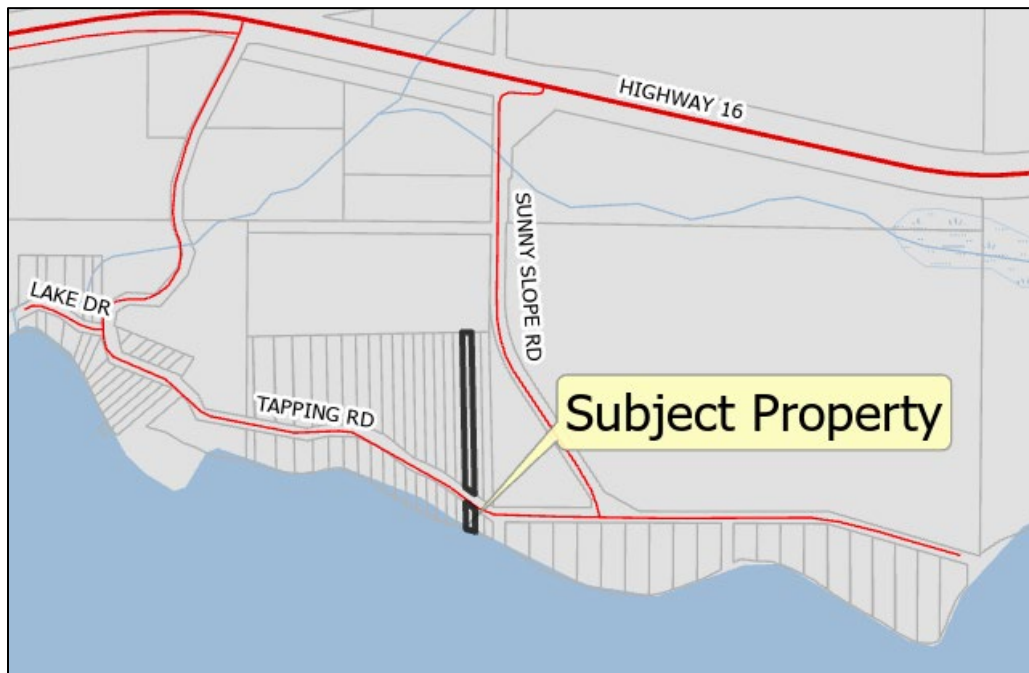 HIGHWAY 16
SUNNY SLOPE RD
LAKE DR
TAPPING RD
Subject Property